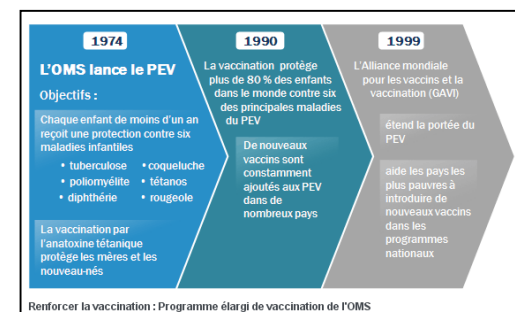 1974
L'OMS lance le PEV
Objectifs :
Chaque enfant de moins d'un an
reçoit une protection contre six
maladies infantiles
• tuberculose • coqueluche
• poliomyélite • tétanos
• diphthérie • rougeole
La vaccination par
l'anatoxine tétanique
protège les mères et les
nouveau-nés
1990
La vaccination protège
plus de 80 % des enfants
dans le monde contre six
des principales maladies
du PEV
De nouveaux
vaccins sont
constamment
ajoutés aux PEV
dans de
nombreux pays
1999
L'Alliance mondiale
pour les vaccins et la
vaccination (GAVI)
étend la portée du
PEV
aide les pays les
plus pauvres à
introduire de
nouveaux vaccins
dans les
programmes
nationaux
Renforcer la vaccination : Programme élargi de vaccination de l'OMS